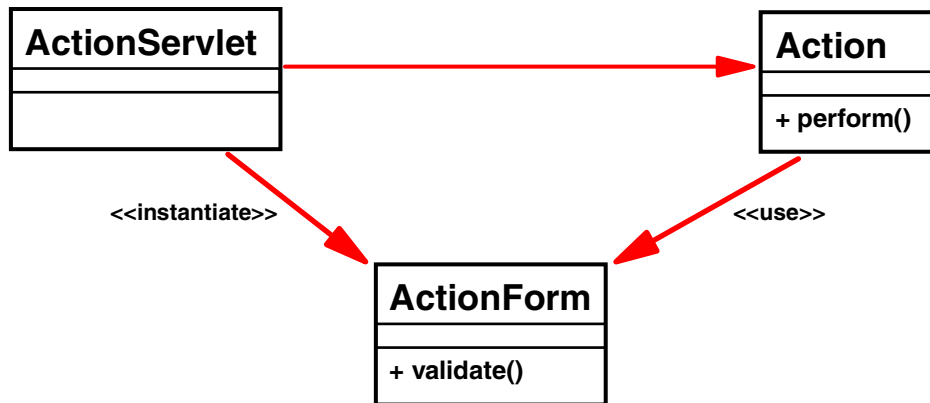 ActionServlet
Action
+ perform()
<<instantiate>>
<<use>>
ActionForm
+ validate()